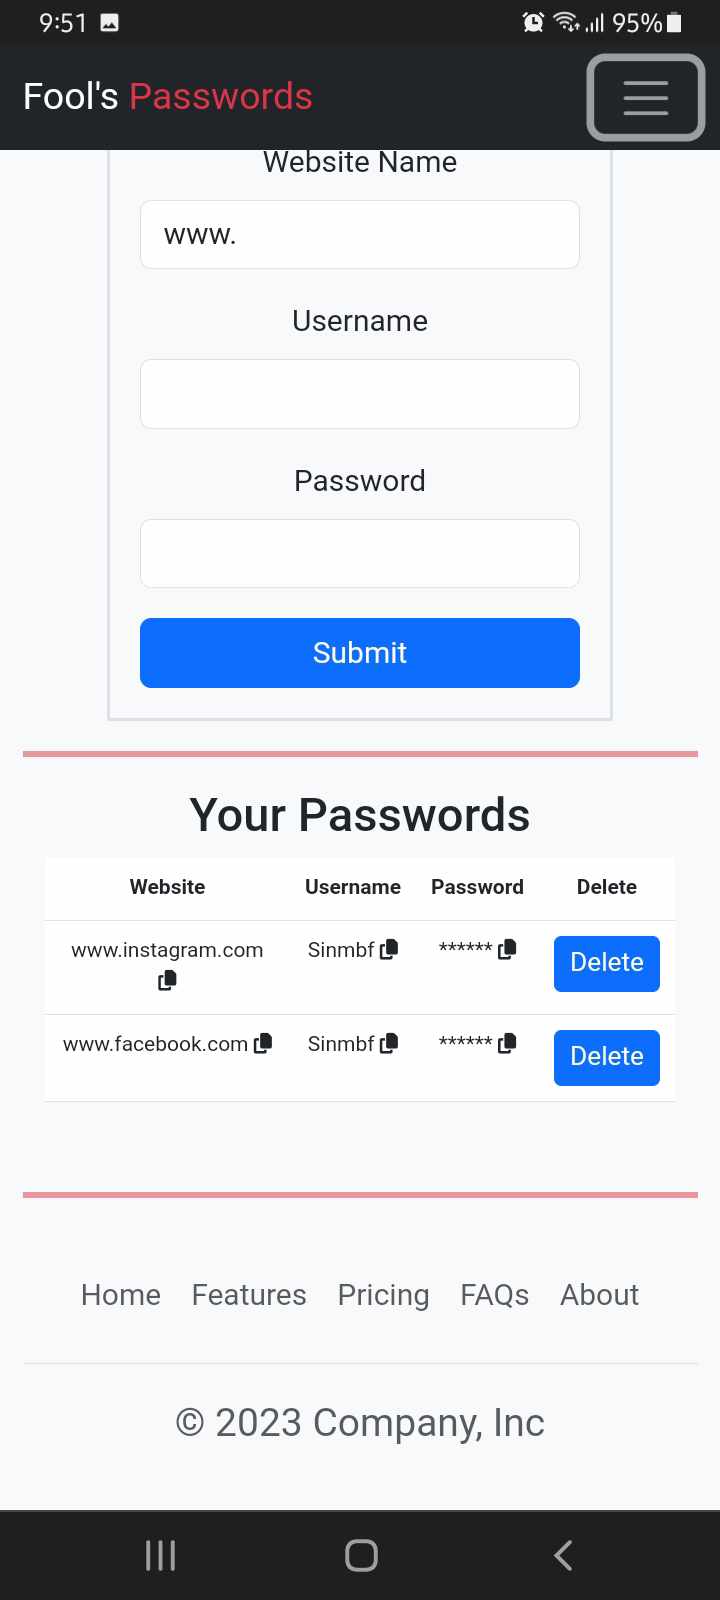 9:51 95%
Fool's Passwords
Website Name
www.
Username
Password
Submit
Your Passwords
Website Username Password Delete
www.instagram.com Sinmbf ****** Delete
www.facebook.com Sinmbf ****** Delete
Home Features Pricing FAQs About
© 2023 Company, Inc